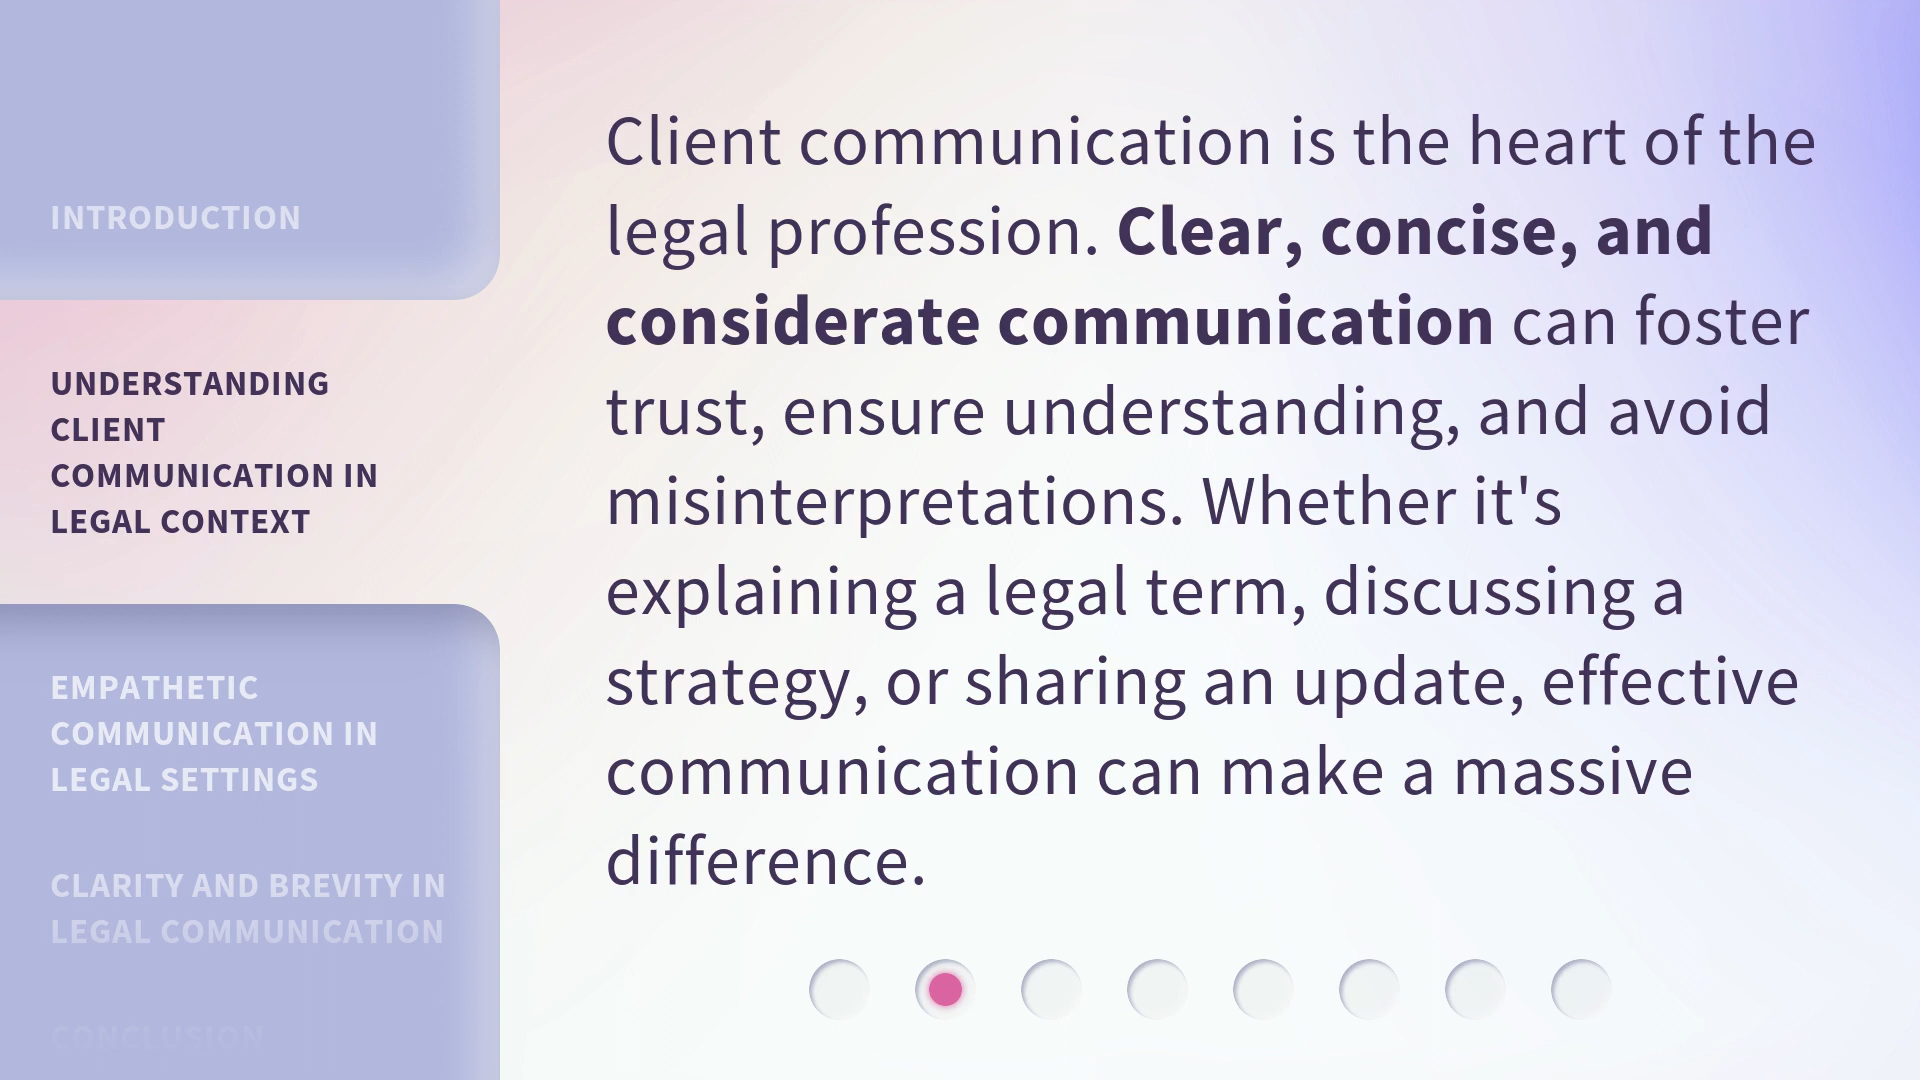 INTRODUCTION
UNDERSTANDING
CLIENT
COMMUNICATION IN
LEGAL CONTEXT
EMPATHETIC
COMMUNICATION IN
LEGAL SETTINGS
CLARITY AND BREVITY IN
LEGAL COMMUNICATION
CONCLUSION
Client communication is the heart of the
legal profession. Clear, concise, and
considerate communication can foster
trust, ensure understanding, and avoid
misinterpretations. Whether it's
explaining a legal term, discussing a
strategy, or sharing an update, effective
communication can make a massive
difference.